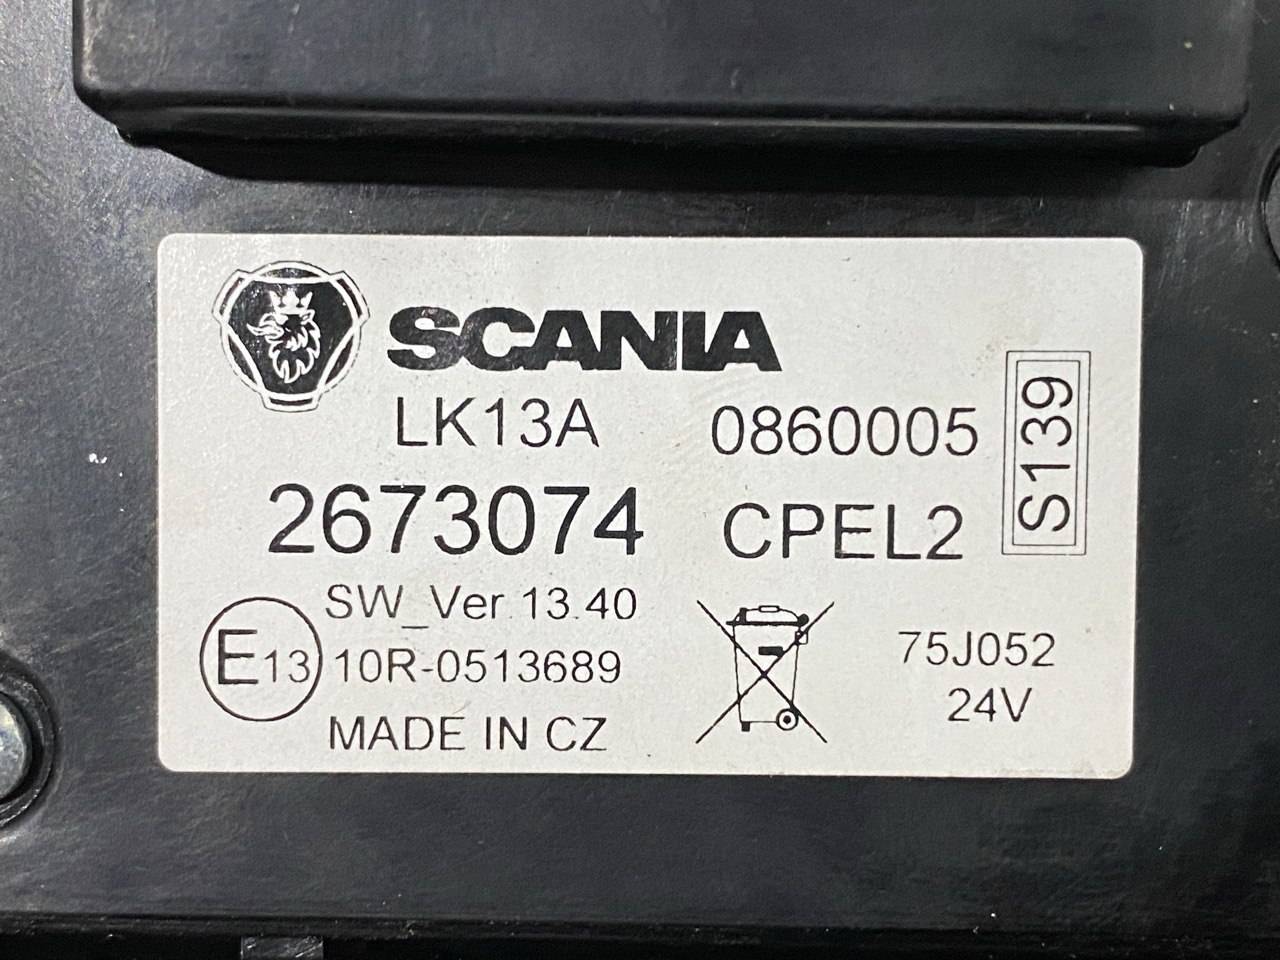 SCANIA
LK13A 0860005
S139
2673074 CPEL2
SW_Ver.13.40
E13 10R-0513689
75J052
24V
MADE IN CZ